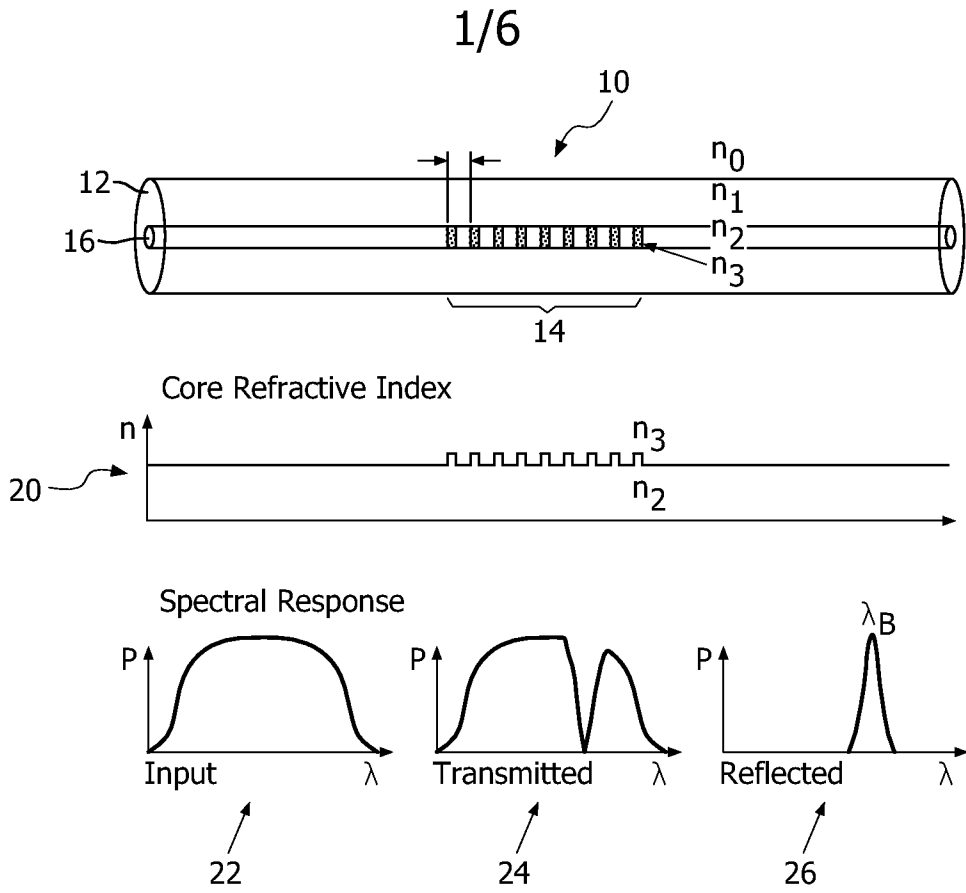 1/6
10
n0
12
n1
16
n2
n3
14
Core Refractive Index
n
n3
20
n2
Spectral Response
λB
P
P
P
Input λ
Transmitted λ
Reflected λ
22
24
26